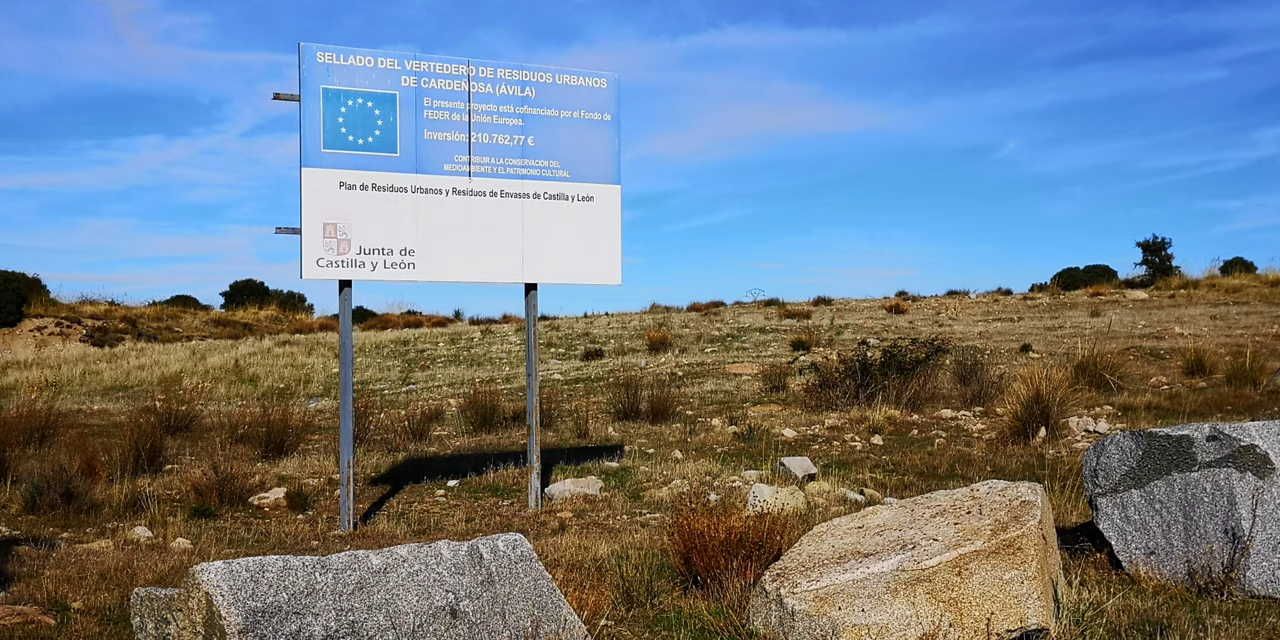 SELLADO DEL VERTEDERO DE RESIDUOS URBANOS
DE CARDEÑOSA (ÁVILA)
El presente proyecto está cofinanciado por el Fondo de
FEDER de la Unión Europea.
Inversión: 210.762,77 €
CONTRIBUIR A LA CONSERVACIÓN DEL
MEDIOAMBIENTE Y EL PATRIMONIO CULTURAL
Plan de Residuos Urbanos y Residuos de Envases de Castilla y León
Junta de
Castilla y León